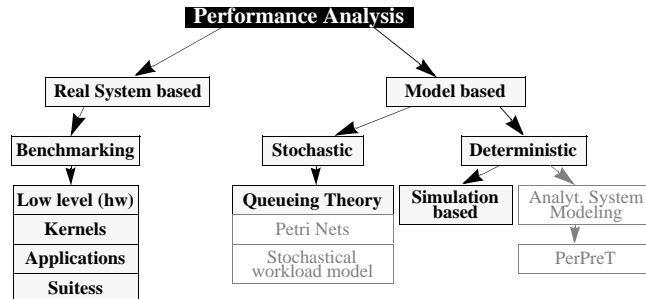 Performance Analysis
Real System based
Model based
Benchmarking
Stochastic
Deterministic
Low level (hw)
Kernels
Applications
Suitess
Queueing Theory
Petri Nets
Stochastical
workload model
Simulation
based
Analyt. System
Modeling
PerPreT